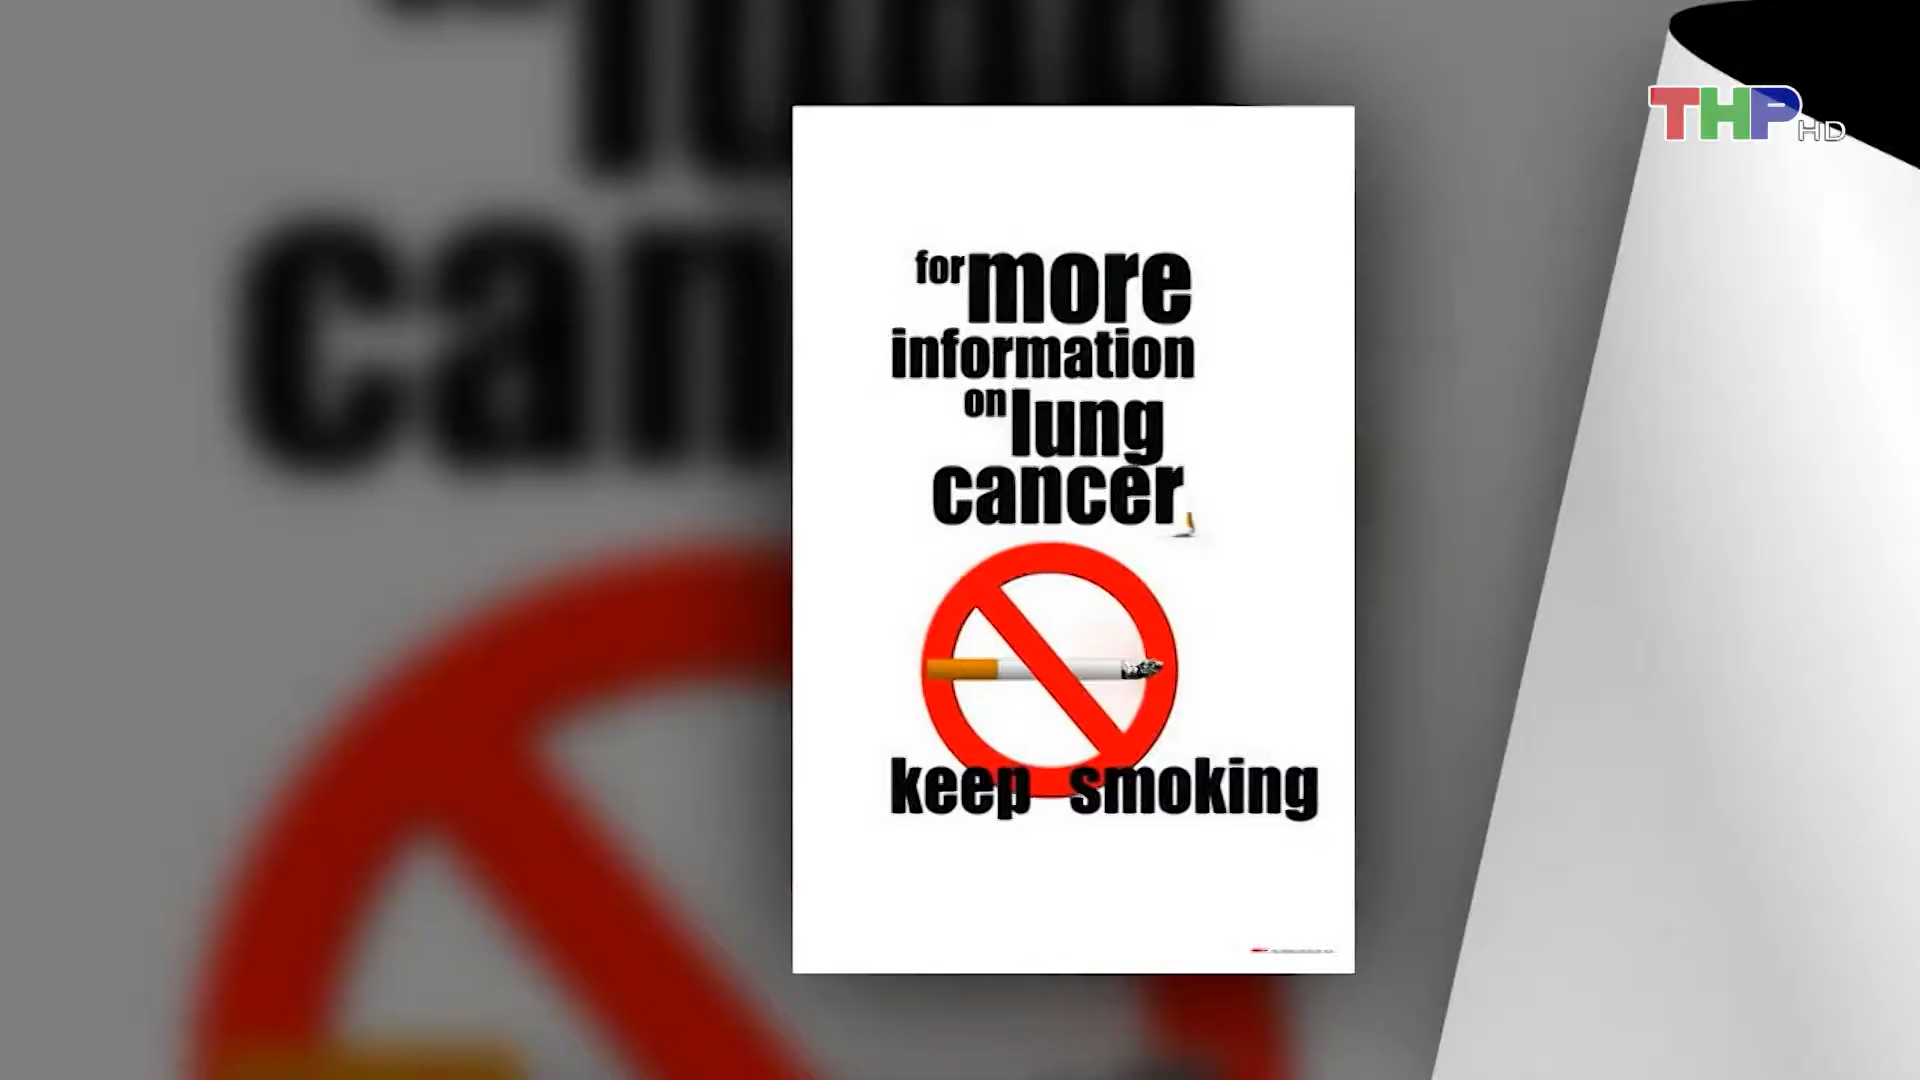 THP HD
for more
information
on lung
cancer
keep smoking